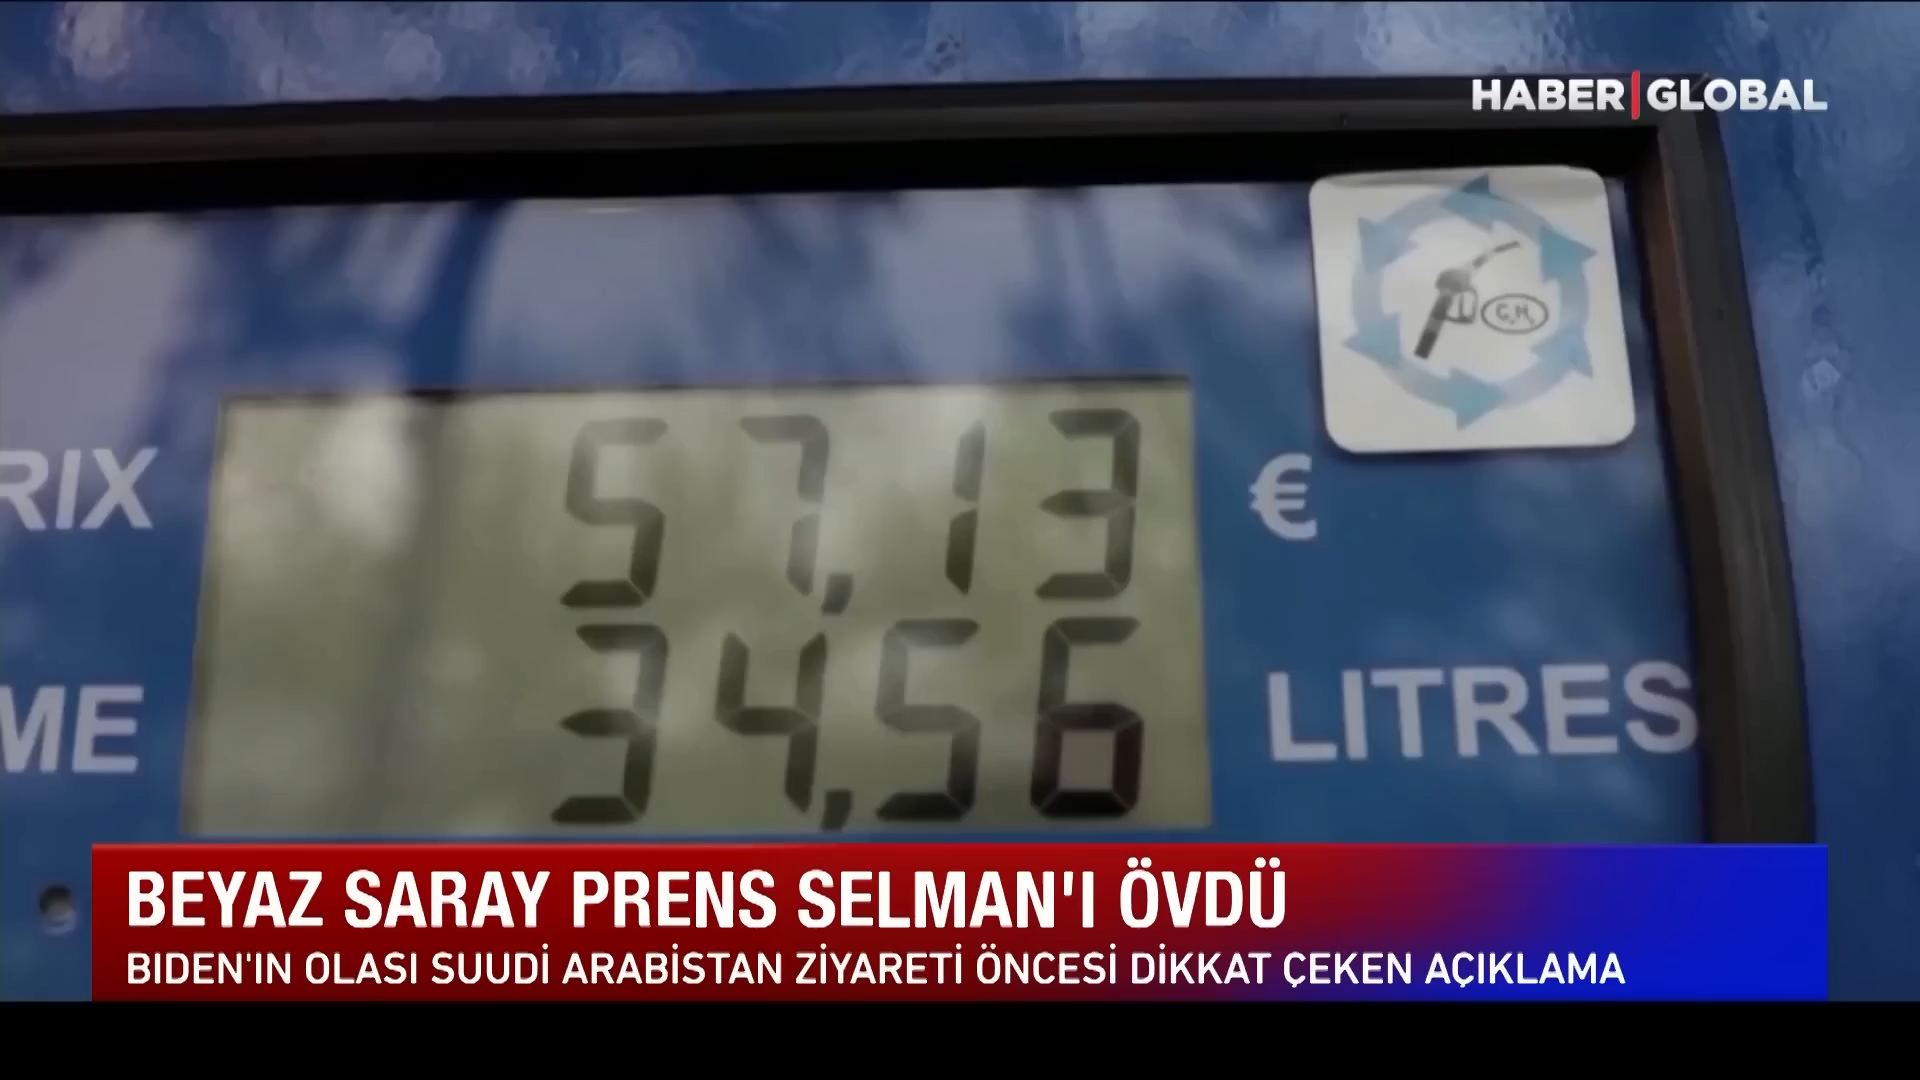 HABER|GLOBAL
RIX 57,13 €
ME 34,56 LITRES
BEYAZ SARAY PRENS SELMAN'I ÖVDÜ
BIDEN'IN OLASI SUUDİ ARABİSTAN ZİYARETİ ÖNCESİ DİKKAT ÇEKEN AÇIKLAMA